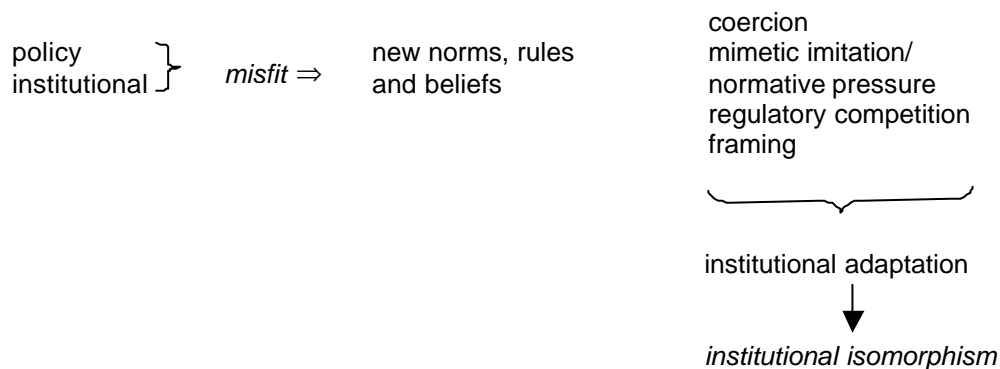 policy
institutional
misfit ⇒
new norms, rules
and beliefs
coercion
mimetic imitation/
normative pressure
regulatory competition
framing
institutional adaptation
institutional isomorphism